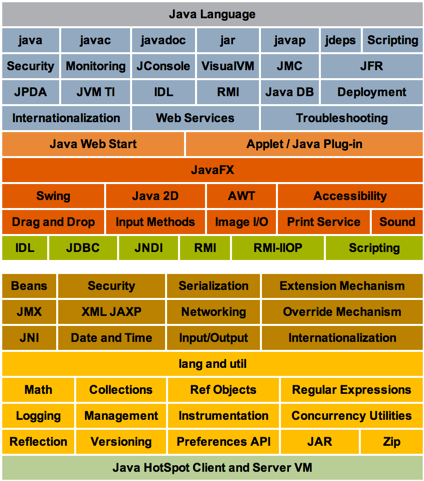 Java Language
java javac javadoc jar javap jdeps Scripting
Security Monitoring JConsole VisualVM JMC JFR
JPDA JVM TI IDL RMI Java DB Deployment
Internationalization Web Services Troubleshooting
Java Web Start Applet / Java Plug-in
JavaFX
Swing Java 2D AWT Accessibility
Drag and Drop Input Methods Image I/O Print Service Sound
IDL JDBC JNDI RMI RMI-IIOP Scripting
Beans Security Serialization Extension Mechanism
JMX XML JAXP Networking Override Mechanism
JNI Date and Time Input/Output Internationalization
lang and util
Math Collections Ref Objects Regular Expressions
Logging Management Instrumentation Concurrency Utilities
Reflection Versioning Preferences API JAR Zip
Java HotSpot Client and Server VM